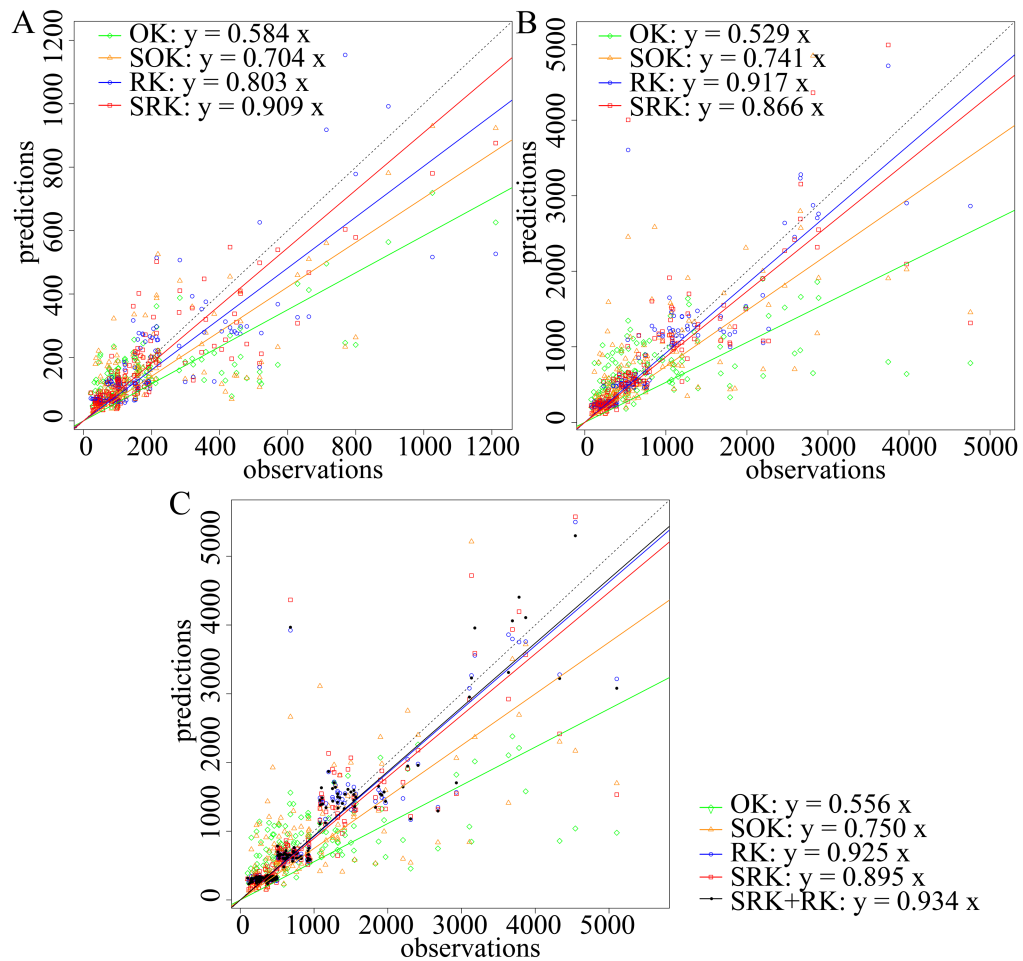 A
OK: y = 0.584 x
SOK: y = 0.704 x
RK: y = 0.803 x
SRK: y = 0.909 x
predictions
0 200 400 600 800 1000 1200
0 200 400 600 800 1000 1200
observations
B
OK: y = 0.529 x
SOK: y = 0.741 x
RK: y = 0.917 x
SRK: y = 0.866 x
predictions
0 1000 2000 3000 4000 5000
0 1000 2000 3000 4000 5000
observations
C
predictions
0 1000 2000 3000 4000 5000
0 1000 2000 3000 4000 5000
observations
OK: y = 0.556 x
SOK: y = 0.750 x
RK: y = 0.925 x
SRK: y = 0.895 x
SRK+RK: y = 0.934 x